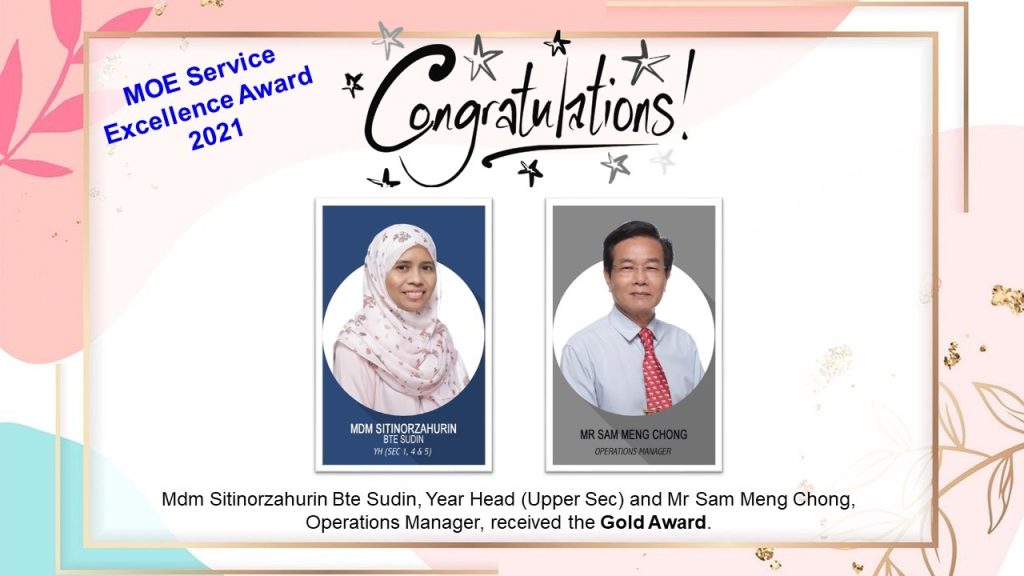 MOE Service
Excellence Award
2021
Congratulations!
MDM SITINORZAHURIN
BTE SUDIN
YH (SEC 1, 4 & 5)
MR SAM MENG CHONG
OPERATIONS MANAGER
Mdm Sitinorzahurin Bte Sudin, Year Head (Upper Sec) and Mr Sam Meng Chong,
Operations Manager, received the Gold Award.